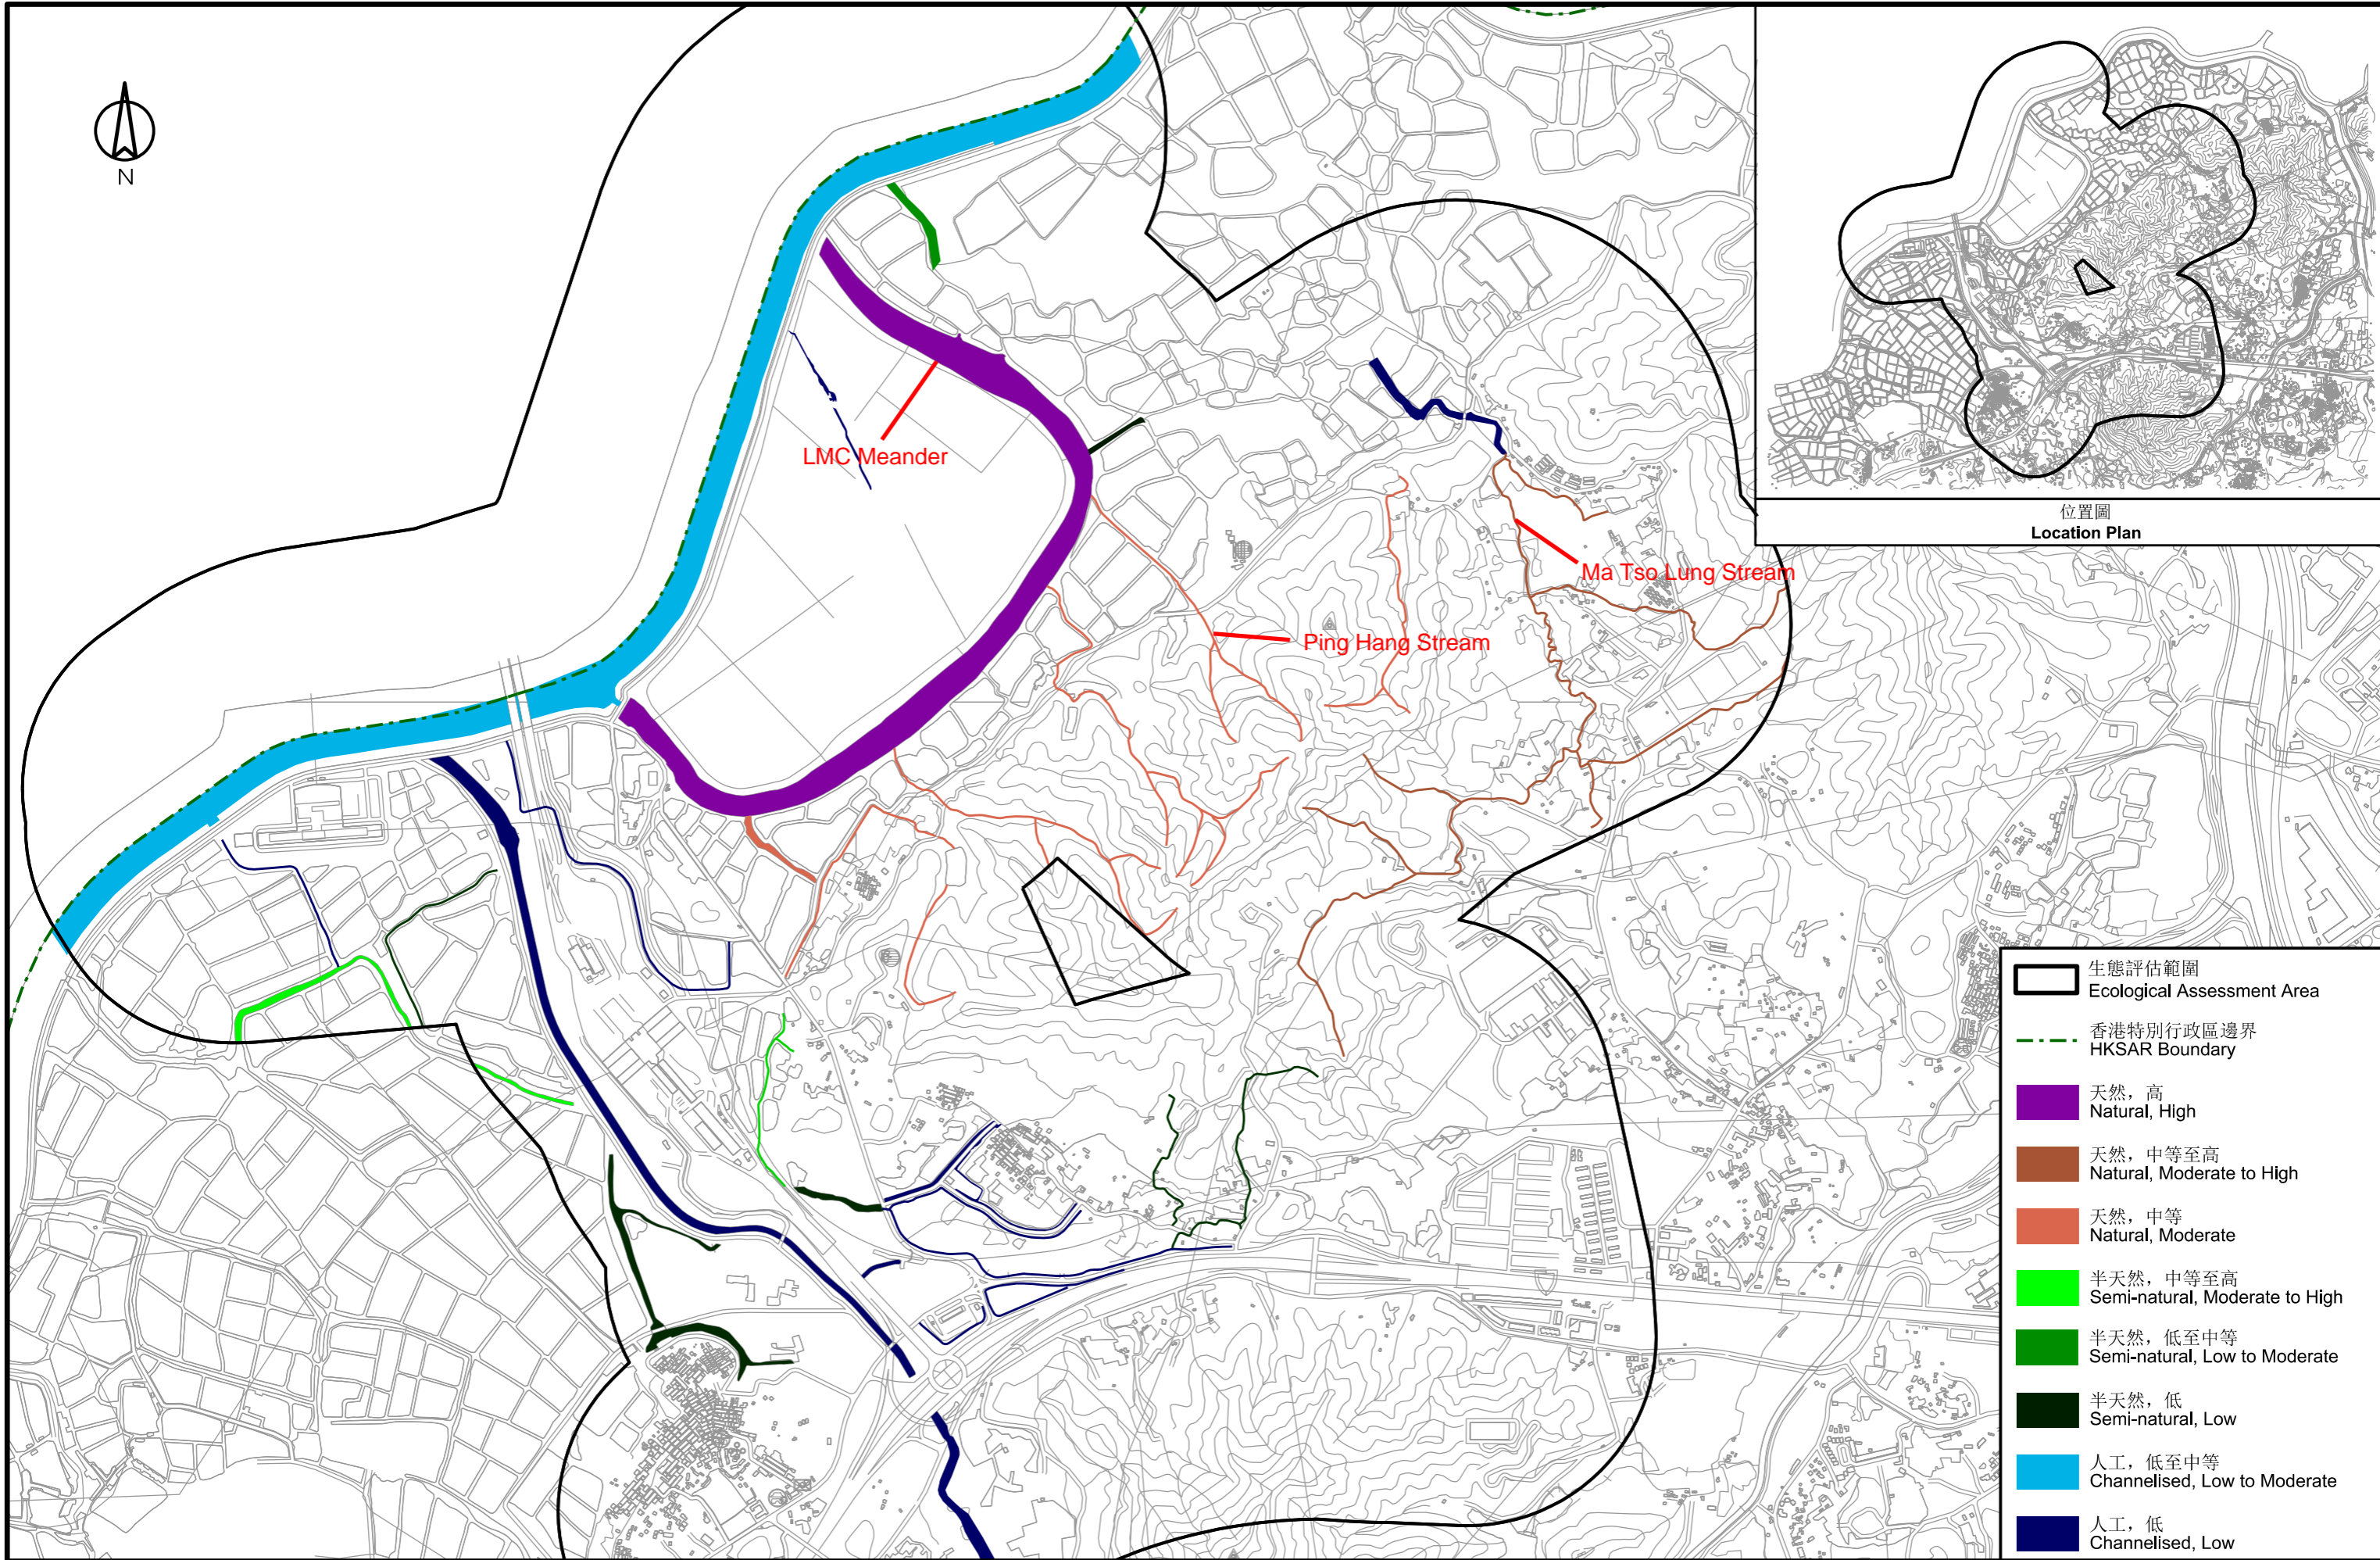 N
LMC Meander
Ping Hang Stream
Ma Tso Lung Stream
位置圖
Location Plan
生態評估範圍
Ecological Assessment Area
香港特別行政區邊界
HKSAR Boundary
天然，高
Natural, High
天然，中等至高
Natural, Moderate to High
天然，中等
Natural, Moderate
半天然，中等至高
Semi-natural, Moderate to High
半天然，低至中等
Semi-natural, Low to Moderate
半天然，低
Semi-natural, Low
人工，低至中等
Channelised, Low to Moderate
人工，低
Channelised, Low